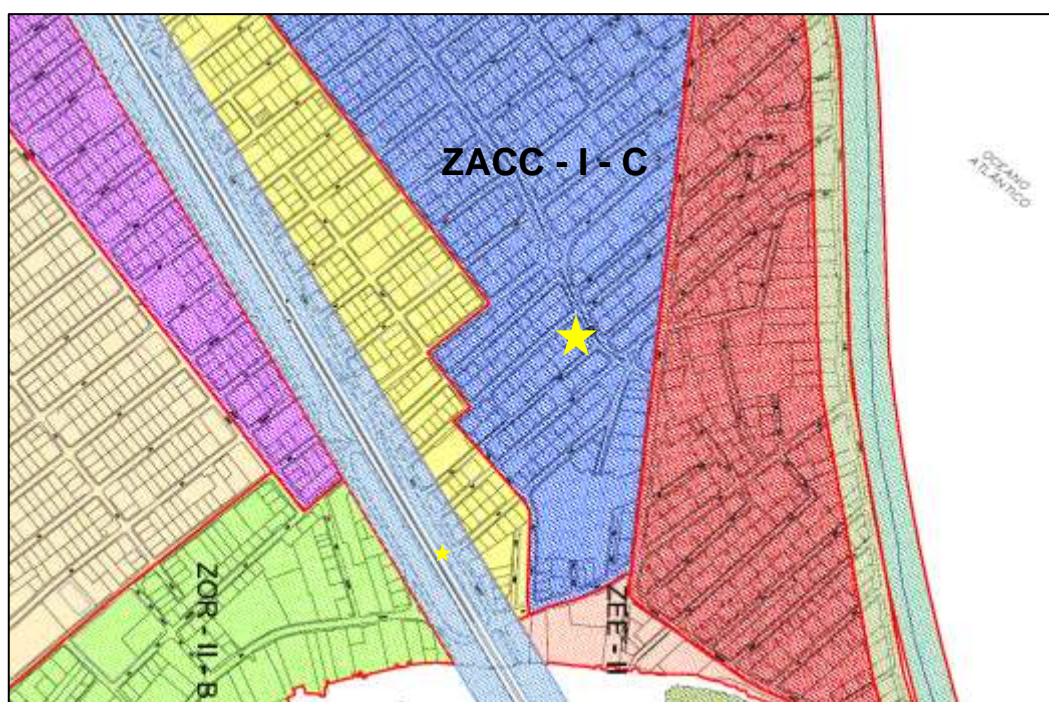 ZACC - I - C
OCEANO
ATLÂNTICO
ZOR - II - B
ZEE - II